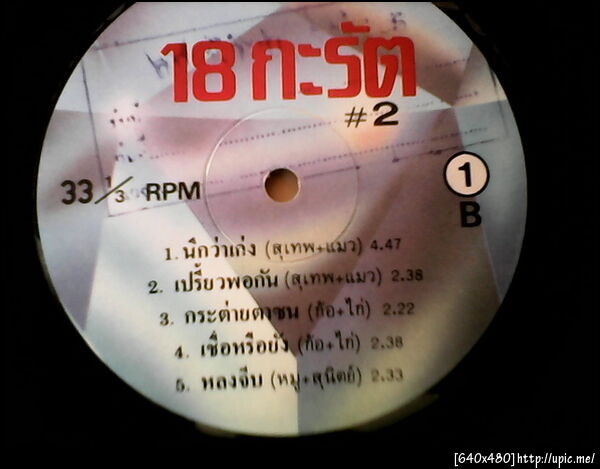 18 กะรัต
#2
33 1/3 RPM
1
B
1. นึกว่าเก่ง (สุเทพ+แมว) 4.47
2. เปรี้ยวพอกัน (สุเทพ+แมว) 2.38
3. กระต่ายตาซน (ก้อ+ไก่) 2.22
4. เชื่อหรือยัง (ก้อ+ไก่) 2.38
5. หลงจีบ (หมู+สุนิตย์) 2.33
[640x480]http://upic.me/